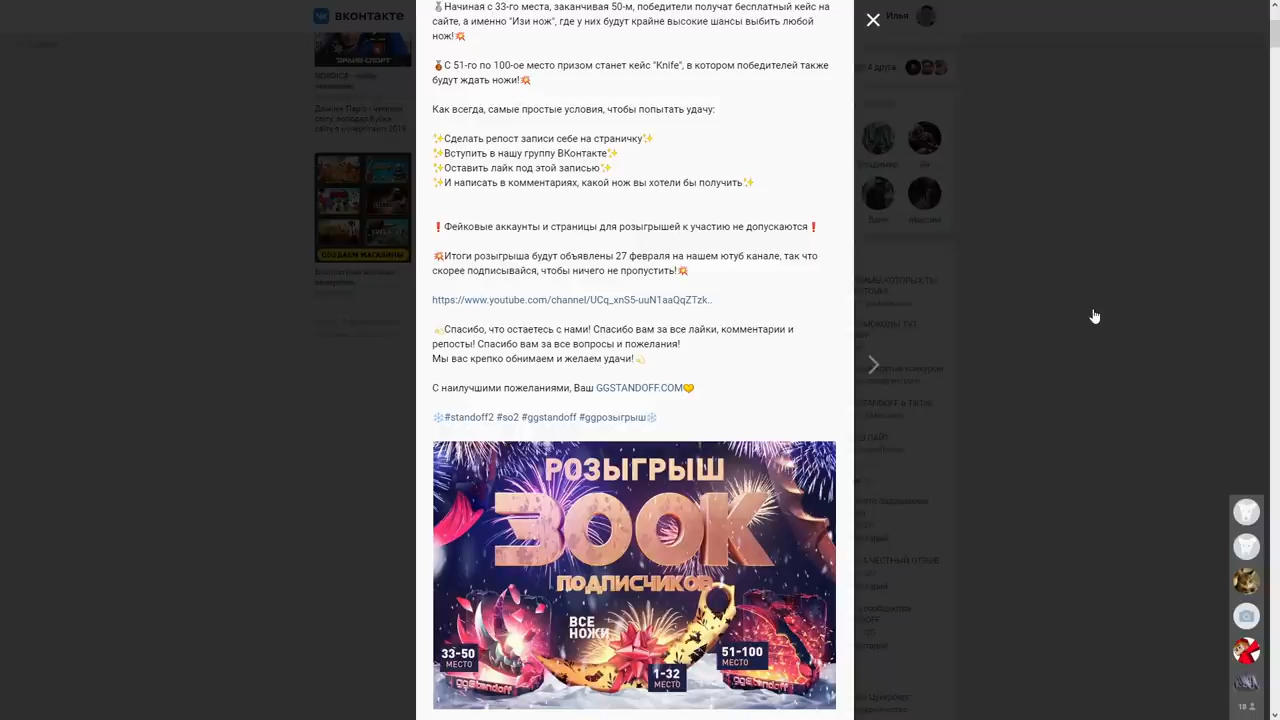 вконтакте
Илья
🥈Начиная с 33-го места, заканчивая 50-м, победители получат бесплатный кейс на
сайте, а именно "Изи нож", где у них будут крайне высокие шансы выбить любой
нож!💥
🥉С 51-го по 100-ое место призом станет кейс "Knife", в котором победителей также
будут ждать ножи!💥
Как всегда, самые простые условия, чтобы попытать удачу:
✨Сделать репост записи себе на страничку✨
✨Вступить в нашу группу ВКонтакте✨
✨Оставить лайк под этой записью✨
✨И написать в комментариях, какой нож вы хотели бы получить✨
❗Фейковые аккаунты и страницы для розыгрышей к участию не допускаются❗
💥Итоги розыгрыша будут объявлены 27 февраля на нашем ютуб канале, так что
скорее подписывайся, чтобы ничего не пропустить!💥
https://www.youtube.com/channel/UCq_xnS5-uuN1aaQqZTzk..
💫Спасибо, что остаетесь с нами! Спасибо вам за все лайки, комментарии и
репосты! Спасибо вам за все вопросы и пожелания!
Мы вас крепко обнимаем и желаем удачи!💫
С наилучшими пожеланиями, Ваш GGSTANDOFF.COM💛
❄#standoff2 #so2 #ggstandoff #ggрозыгрыш❄
РОЗЫГРЫШ
300K
ПОДПИСЧИКОВ
ВСЕ
НОЖИ
33-50
МЕСТО
1-32
МЕСТО
51-100
МЕСТО
ggstandoff
ggstandoff
4 друга
Максим
СОЗДАЕМ МАГАЗИНЫ
18